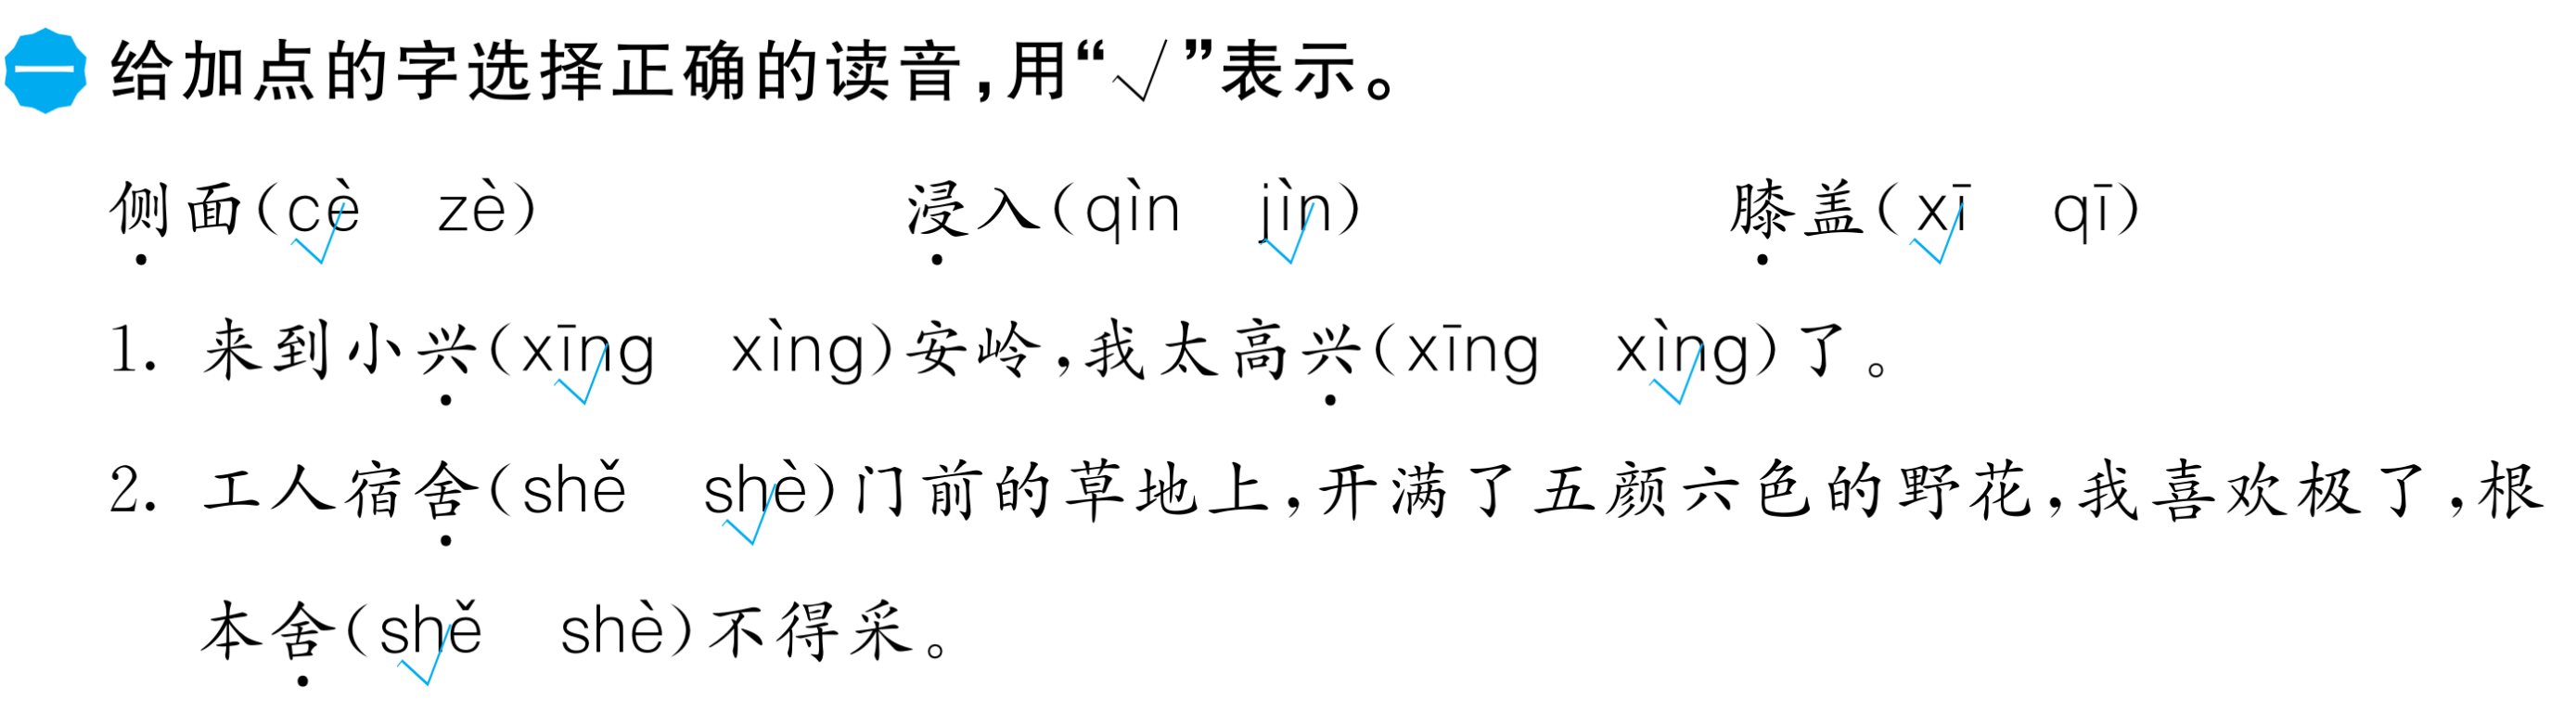 一 给加点的字选择正确的读音,用“√”表示。
侧面(cè√ zè) 浸入(qìn jìn√) 膝盖(xī√ qī)
1. 来到小兴(xīng√ xìng)安岭,我太高兴(xīng xìng√)了。
2. 工人宿舍(shě shè√)门前的草地上,开满了五颜六色的野花,我喜欢极了,根
本舍(shě√ shè)不得采。